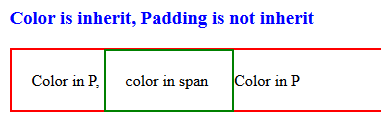 Color is inherit, Padding is not inherit
Color in P, color in span Color in P